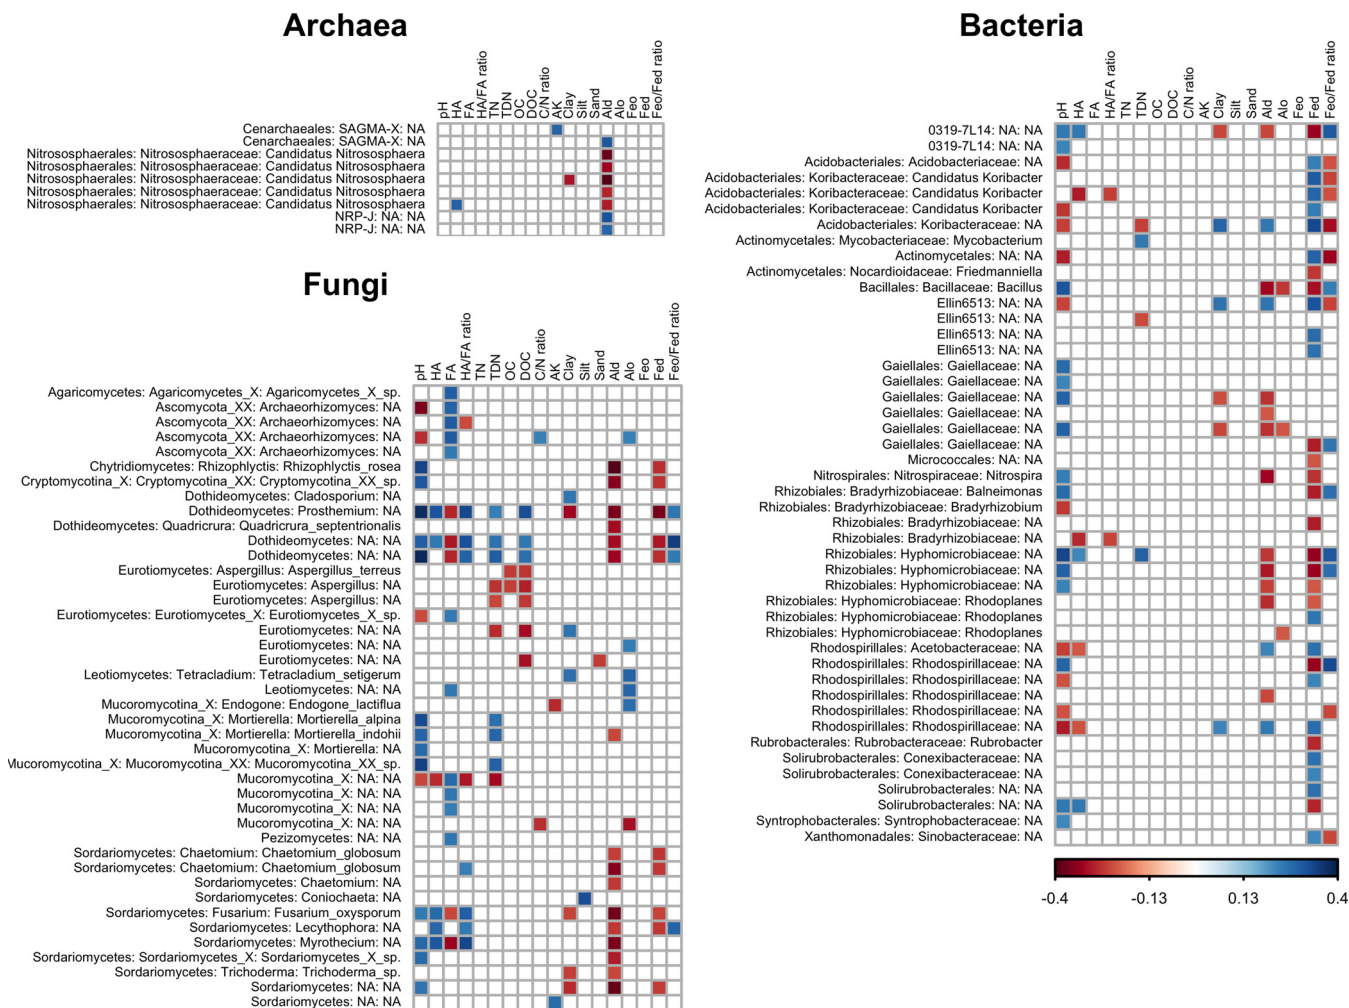 Archaea
pH
HA
FA
HA/FA ratio
TN
TDN
OC
DOC
C/N ratio
AK
Clay
Silt
Sand
Ald
Alo
Feo
Fed
Feo/Fed ratio
Cenarchaeales: SAGMA-X: NA
Cenarchaeales: SAGMA-X: NA
Nitrososphaerales: Nitrososphaeraceae: Candidatus Nitrososphaera
Nitrososphaerales: Nitrososphaeraceae: Candidatus Nitrososphaera
Nitrososphaerales: Nitrososphaeraceae: Candidatus Nitrososphaera
Nitrososphaerales: Nitrososphaeraceae: Candidatus Nitrososphaera
Nitrososphaerales: Nitrososphaeraceae: Candidatus Nitrososphaera
NRP-J: NA: NA
NRP-J: NA: NA
Fungi
pH
HA
FA
HA/FA ratio
TN
TDN
OC
DOC
C/N ratio
AK
Clay
Silt
Sand
Ald
Alo
Feo
Fed
Feo/Fed ratio
Agaricomycetes: Agaricomycetes_X: Agaricomycetes_X_sp.
Ascomycota_XX: Archaeorhizomyces: NA
Ascomycota_XX: Archaeorhizomyces: NA
Ascomycota_XX: Archaeorhizomyces: NA
Ascomycota_XX: Archaeorhizomyces: NA
Chytridiomycetes: Rhizophlyctis: Rhizophlyctis_rosea
Cryptomycotina_X: Cryptomycotina_XX: Cryptomycotina_XX_sp.
Dothideomycetes: Cladosporium: NA
Dothideomycetes: Prosthemium: NA
Dothideomycetes: Quadricrura: Quadricrura_septentrionalis
Dothideomycetes: NA: NA
Dothideomycetes: NA: NA
Eurotiomycetes: Aspergillus: Aspergillus_terreus
Eurotiomycetes: Aspergillus: NA
Eurotiomycetes: Aspergillus: NA
Eurotiomycetes: Eurotiomycetes_X: Eurotiomycetes_X_sp.
Eurotiomycetes: NA: NA
Eurotiomycetes: NA: NA
Eurotiomycetes: NA: NA
Leotiomycetes: Tetracladium: Tetracladium_setigerum
Leotiomycetes: NA: NA
Mucoromycotina_X: Endogone: Endogone_lactiflua
Mucoromycotina_X: Mortierella: Mortierella_alpina
Mucoromycotina_X: Mortierella: Mortierella_indohii
Mucoromycotina_X: Mortierella: NA
Mucoromycotina_X: Mucoromycotina_XX: Mucoromycotina_XX_sp.
Mucoromycotina_X: NA: NA
Mucoromycotina_X: NA: NA
Mucoromycotina_X: NA: NA
Mucoromycotina_X: NA: NA
Pezizomycetes: NA: NA
Sordariomycetes: Chaetomium: Chaetomium_globosum
Sordariomycetes: Chaetomium: Chaetomium_globosum
Sordariomycetes: Chaetomium: NA
Sordariomycetes: Coniochaeta: NA
Sordariomycetes: Fusarium: Fusarium_oxysporum
Sordariomycetes: Lecythophora: NA
Sordariomycetes: Myrothecium: NA
Sordariomycetes: Sordariomycetes_X: Sordariomycetes_X_sp.
Sordariomycetes: Trichoderma: Trichoderma_sp.
Sordariomycetes: NA: NA
Sordariomycetes: NA: NA
Bacteria
pH
HA
FA
HA/FA ratio
TN
TDN
OC
DOC
C/N ratio
AK
Clay
Silt
Sand
Ald
Alo
Feo
Fed
Feo/Fed ratio
0319-7L14: NA: NA
0319-7L14: NA: NA
Acidobacteriales: Acidobacteriaceae: NA
Acidobacteriales: Koribacteraceae: Candidatus Koribacter
Acidobacteriales: Koribacteraceae: Candidatus Koribacter
Acidobacteriales: Koribacteraceae: Candidatus Koribacter
Acidobacteriales: Koribacteraceae: NA
Actinomycetales: Mycobacteriaceae: Mycobacterium
Actinomycetales: NA: NA
Actinomycetales: Nocardioidaceae: Friedmanniella
Bacillales: Bacillaceae: Bacillus
Ellin6513: NA: NA
Ellin6513: NA: NA
Ellin6513: NA: NA
Ellin6513: NA: NA
Gaiellales: Gaiellaceae: NA
Gaiellales: Gaiellaceae: NA
Gaiellales: Gaiellaceae: NA
Gaiellales: Gaiellaceae: NA
Gaiellales: Gaiellaceae: NA
Gaiellales: Gaiellaceae: NA
Micrococcales: NA: NA
Nitrospirales: Nitrospiraceae: Nitrospira
Rhizobiales: Bradyrhizobiaceae: Balneimonas
Rhizobiales: Bradyrhizobiaceae: Bradyrhizobium
Rhizobiales: Bradyrhizobiaceae: NA
Rhizobiales: Bradyrhizobiaceae: NA
Rhizobiales: Hyphomicrobiaceae: NA
Rhizobiales: Hyphomicrobiaceae: NA
Rhizobiales: Hyphomicrobiaceae: NA
Rhizobiales: Hyphomicrobiaceae: Rhodoplanes
Rhizobiales: Hyphomicrobiaceae: Rhodoplanes
Rhizobiales: Hyphomicrobiaceae: Rhodoplanes
Rhodospirillales: Acetobacteraceae: NA
Rhodospirillales: Rhodospirillaceae: NA
Rhodospirillales: Rhodospirillaceae: NA
Rhodospirillales: Rhodospirillaceae: NA
Rhodospirillales: Rhodospirillaceae: NA
Rhodospirillales: Rhodospirillaceae: NA
Rubrobacterales: Rubrobacteraceae: Rubrobacter
Solirubrobacterales: Conexibacteraceae: NA
Solirubrobacterales: Conexibacteraceae: NA
Solirubrobacterales: NA: NA
Solirubrobacterales: NA: NA
Syntrophobacterales: Syntrophobacteraceae: NA
Xanthomonadales: Sinobacteraceae: NA
-0.4 -0.13 0.13 0.4